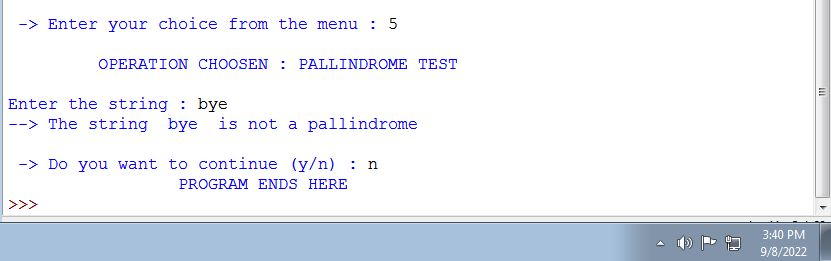 -> Enter your choice from the menu : 5
OPERATION CHOOSEN : PALLINDROME TEST
Enter the string : bye
--> The string  bye  is not a pallindrome
-> Do you want to continue (y/n) : n
PROGRAM ENDS HERE
>>>
3:40 PM
9/8/2022